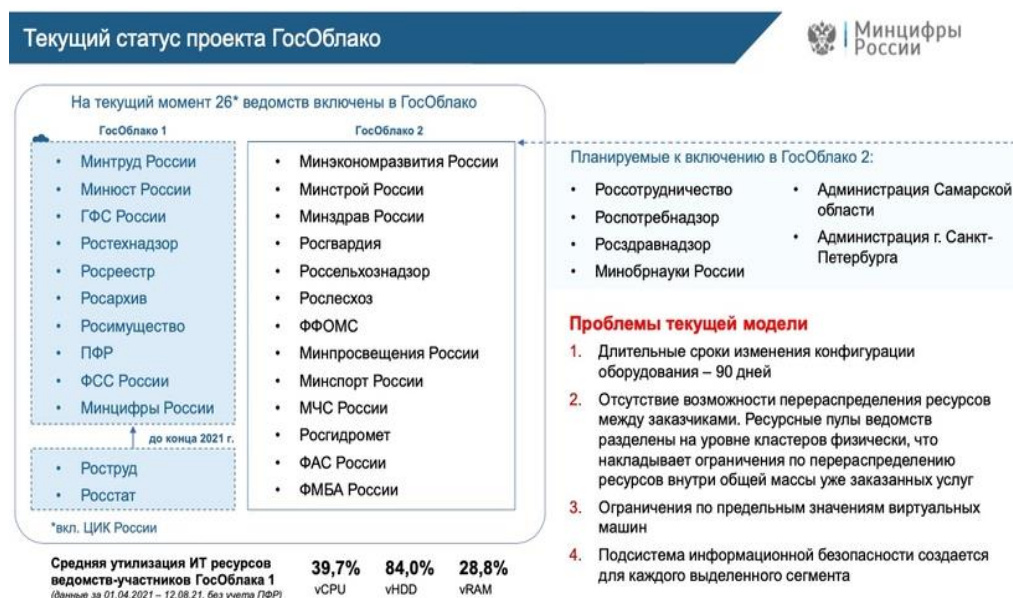 Текущий статус проекта ГосОблако
Минцифры
России
На текущий момент 26* ведомств включены в ГосОблако
ГосОблако 1
• Минтруд России
• Минюст России
• ГФС России
• Ростехнадзор
• Росреестр
• Росархив
• Росимущество
• ПФР
• ФСС России
• Минцифры России
до конца 2021 г.
• Роструд
• Росстат
*вкл. ЦИК России
ГосОблако 2
• Минэкономразвития России
• Минстрой России
• Минздрав России
• Росгвардия
• Россельхознадзор
• Рослесхоз
• ФФОМС
• Минпросвещения России
• Минспорт России
• МЧС России
• Росгидромет
• ФАС России
• ФМБА России
Средняя утилизация ИТ ресурсов
ведомств-участников ГосОблака 1
(данные за 01.04.2021 – 12.08.21, без учета ПФР)
39,7% 84,0% 28,8%
vCPU vHDD vRAM
Планируемые к включению в ГосОблако 2:
• Россотрудничество
• Роспотребнадзор
• Росздравнадзор
• Минобрнауки России
• Администрация Самарской
области
• Администрация г. Санкт-
Петербурга
Проблемы текущей модели
1. Длительные сроки изменения конфигурации
оборудования – 90 дней
2. Отсутствие возможности перераспределения ресурсов
между заказчиками. Ресурсные пулы ведомств
разделены на уровне кластеров физически, что
накладывает ограничения по перераспределению
ресурсов внутри общей массы уже заказанных услуг
3. Ограничения по предельным значениям виртуальных
машин
4. Подсистема информационной безопасности создается
для каждого выделенного сегмента